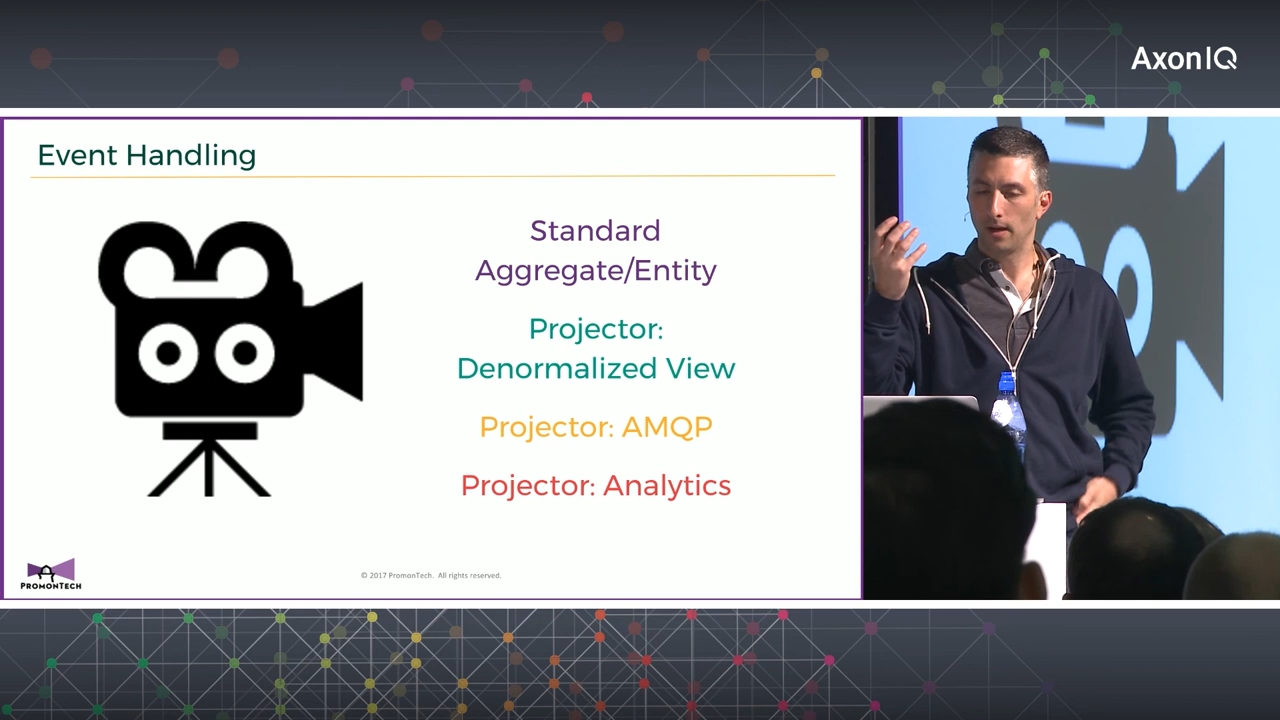 AxonIQ
Event Handling
Standard
Aggregate/Entity
Projector:
Denormalized View
Projector: AMQP
Projector: Analytics
PROMONTECH
© 2017 PromonTech. All rights reserved.